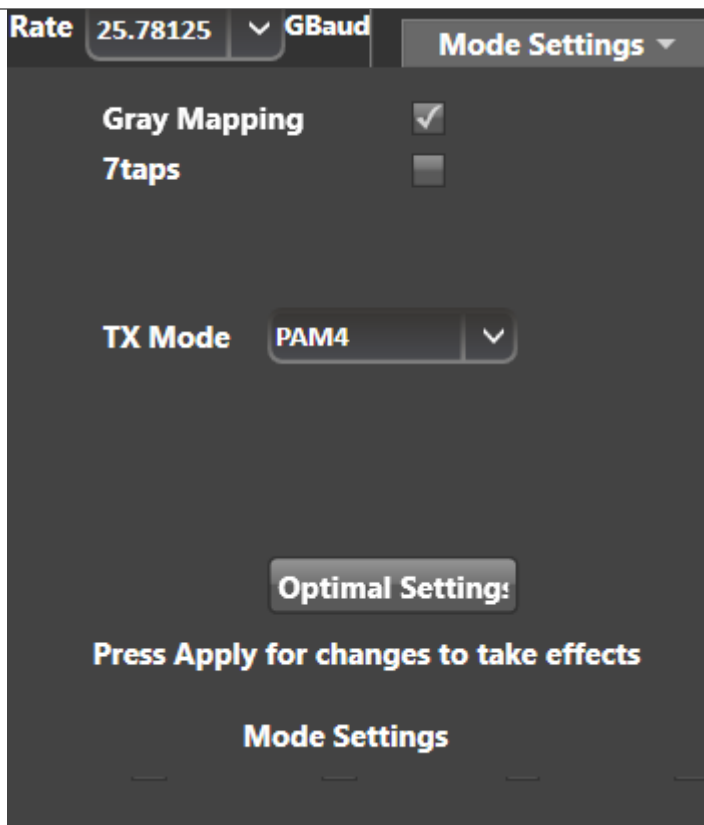 Rate 25.78125 GBaud Mode Settings
Gray Mapping
7taps
TX Mode PAM4
Optimal Setting
Press Apply for changes to take effects
Mode Settings